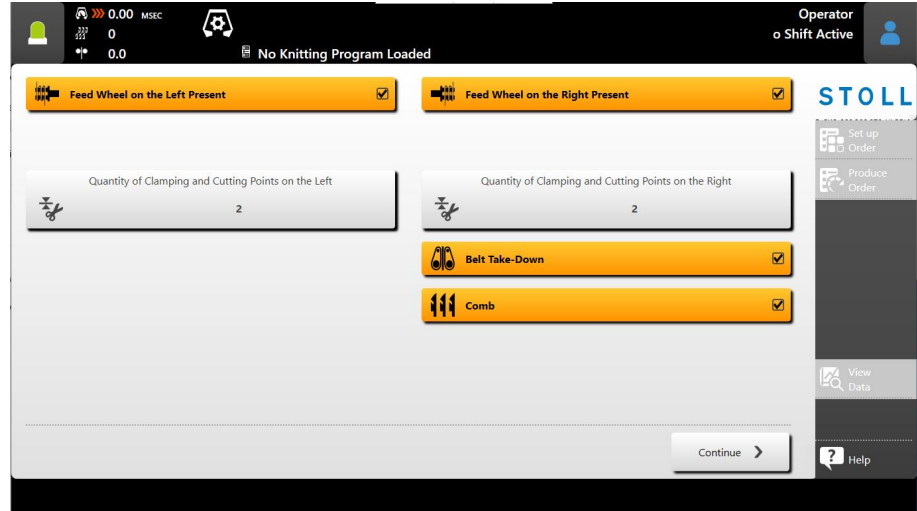 0.00 MSEC
0
0.0
No Knitting Program Loaded
Operator
o Shift Active
Feed Wheel on the Left Present
Feed Wheel on the Right Present
STOLL
Set up
Order
Produce
Order
Quantity of Clamping and Cutting Points on the Left
2
Quantity of Clamping and Cutting Points on the Right
2
Belt Take-Down
Comb
View
Data
Continue
? Help